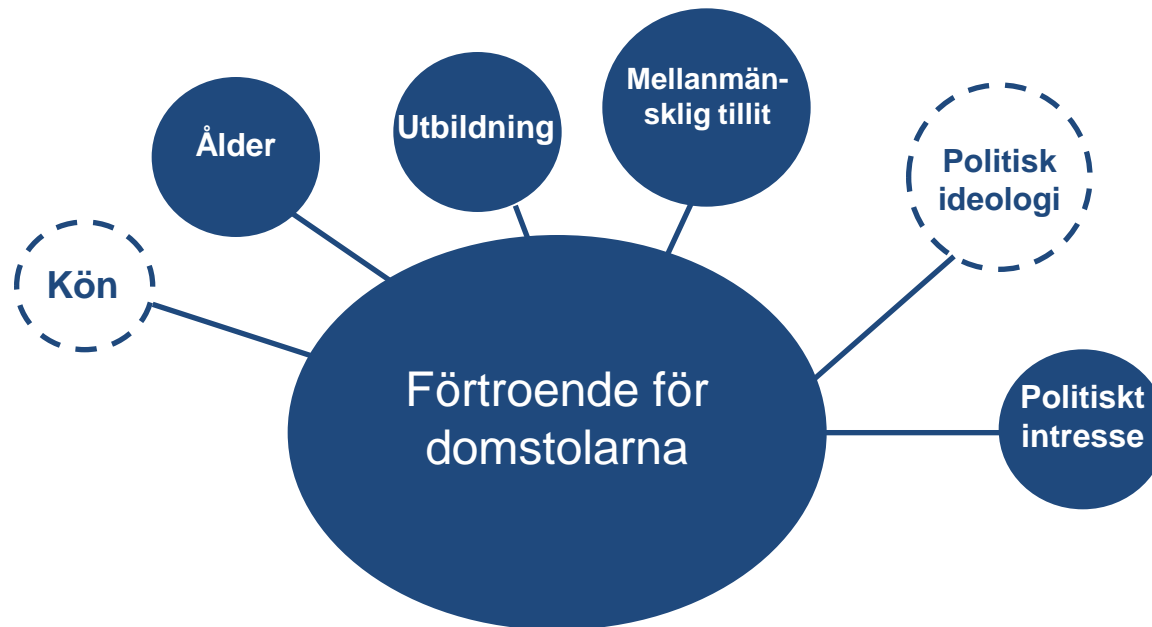 Mellanmän-
sklig tillit
Utbildning
Ålder
Politisk
ideologi
Kön
Förtroende för
domstolarna
Politiskt
intresse